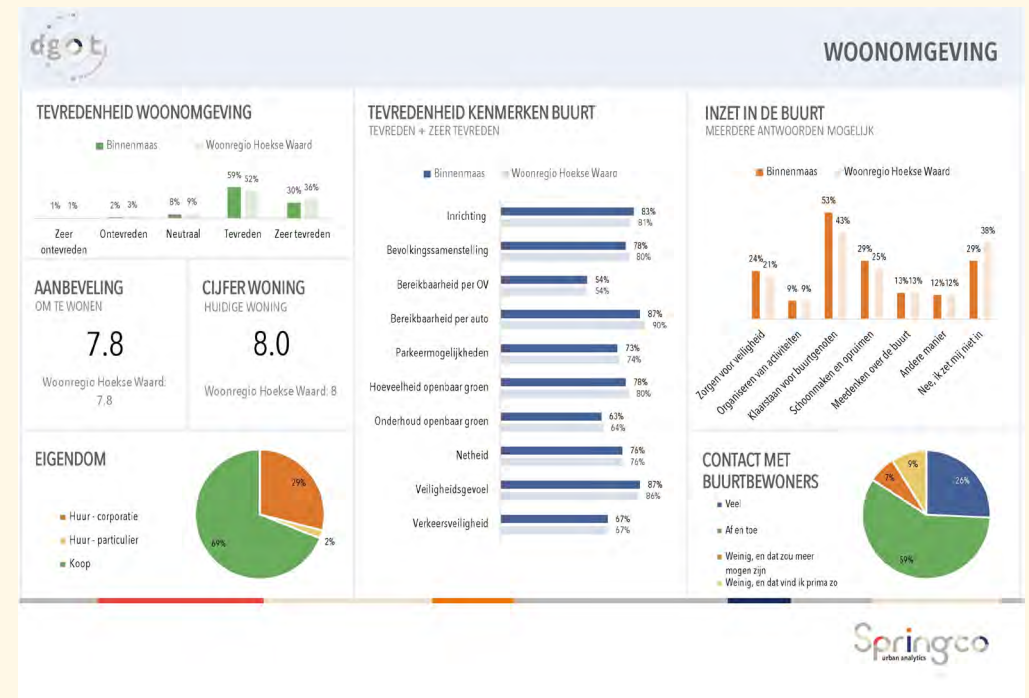 dgot
WOONOMGEVING
TEVREDENHEID WOONOMGEVING
Binnenmaas
Woonregio Hoekse Waard
1% 1%
2% 3%
8% 9%
59% 52%
30% 36%
Zeer ontevreden
Ontevreden
Neutraal
Tevreden
Zeer tevreden
AANBEVELING
OM TE WONEN
7.8
Woonregio Hoekse Waard:
7.8
CIJFER WONING
HUIDIGE WONING
8.0
Woonregio Hoekse Waard: 8
EIGENDOM
Huur - corporatie
Huur - particulier
Koop
29%
2%
69%
TEVREDENHEID KENMERKEN BUURT
TEVREDEN + ZEER TEVREDEN
Binnenmaas
Woonregio Hoekse Waard
Inrichting
83%
81%
Bevolkingssamenstelling
78%
80%
Bereikbaarheid per OV
54%
54%
Bereikbaarheid per auto
87%
90%
Parkeermogelijkheden
73%
74%
Hoeveelheid openbaar groen
78%
80%
Onderhoud openbaar groen
63%
64%
Netheid
76%
76%
Veiligheidsgevoel
87%
86%
Verkeersveiligheid
67%
67%
INZET IN DE BUURT
MEERDERE ANTWOORDEN MOGELIJK
Binnenmaas
Woonregio Hoekse Waard
24% 21%
9% 9%
53%
43%
29%
25%
13% 13%
12% 12%
29%
38%
Zorgen voor veiligheid
Organiseren van activiteiten
Klaarstaan voor buurtgenoten
Schoonmaken en opruimen
Meedenken over de buurt
Andere manier
Nee, ik zet mij niet in
CONTACT MET
BUURTBEWONERS
Veel
Af en toe
Weinig, en dat zou meer
mogen zijn
Weinig, en dat vind ik prima zo
7%
9%
26%
59%
Springco
urban analytics